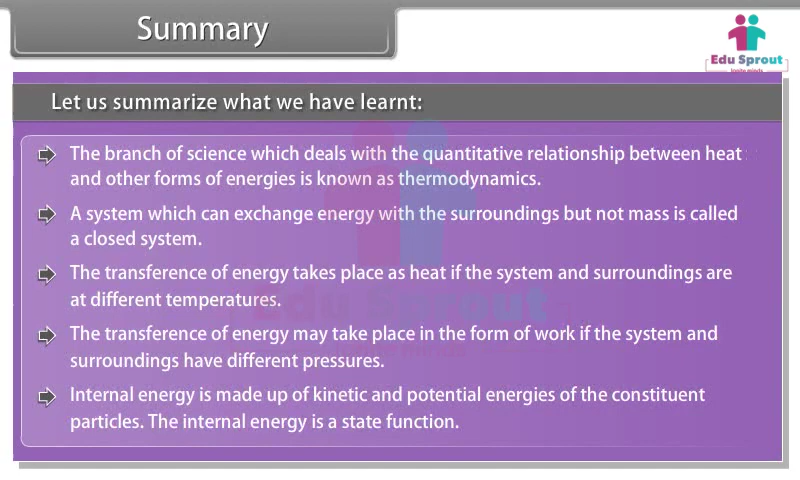 Summary
Edu Sprout
Ignite minds
Let us summarize what we have learnt:
The branch of science which deals with the quantitative relationship between heat
and other forms of energies is known as thermodynamics.
A system which can exchange energy with the surroundings but not mass is called
a closed system.
The transference of energy takes place as heat if the system and surroundings are
at different temperatures.
The transference of energy may take place in the form of work if the system and
surroundings have different pressures.
Internal energy is made up of kinetic and potential energies of the constituent
particles. The internal energy is a state function.
Edu Sprout